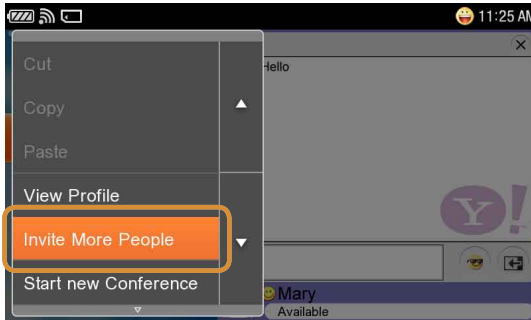 11:25 AM
Cut
Hello
Copy
Paste
View Profile
Y!
Invite More People
Start new Conference
Mary
Available